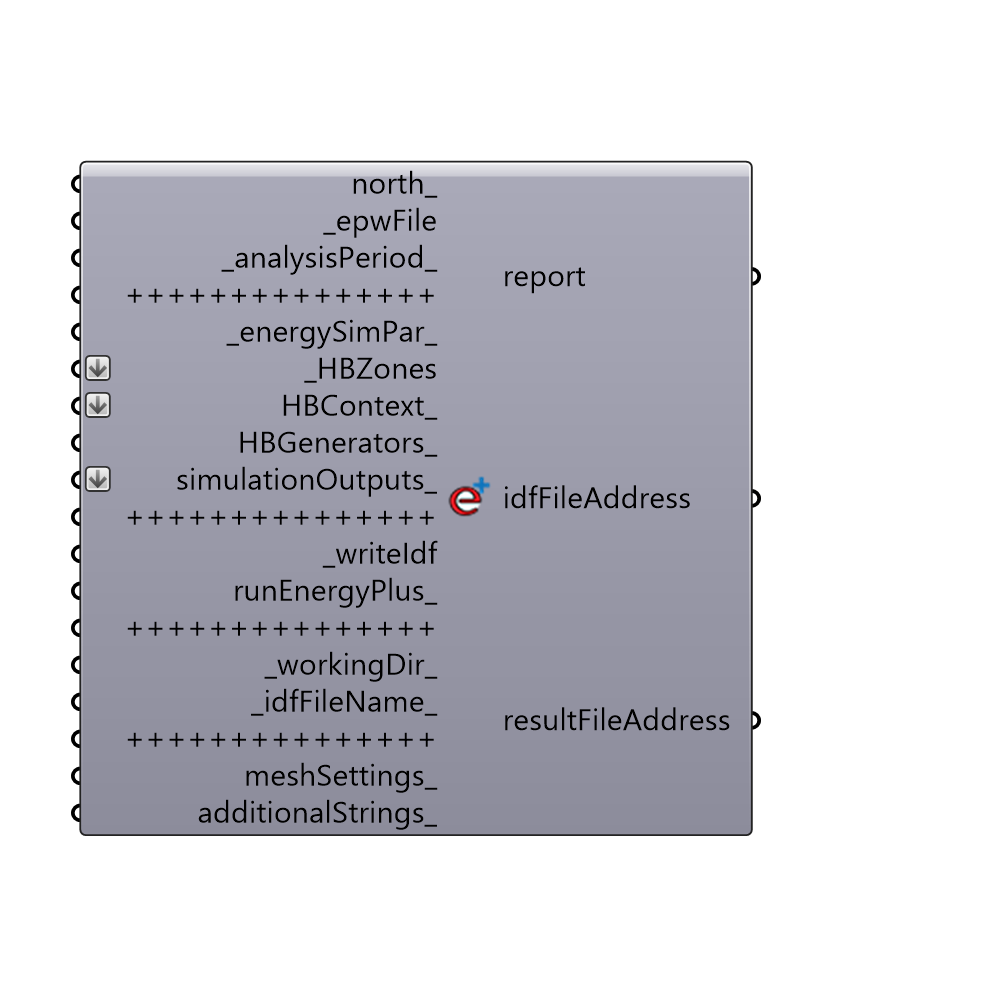 north_
_epwFile
_analysisPeriod_
+++++++++++++++
_energySimPar_
_HBZones
HBContext_
HBGenerators_
simulationOutputs_
+++++++++++++++
_writeIdf
runEnergyPlus_
+++++++++++++++
_workingDir_
_idfFileName_
+++++++++++++++
meshSettings_
additionalStrings_
e+
report
idfFileAddress
resultFileAddress